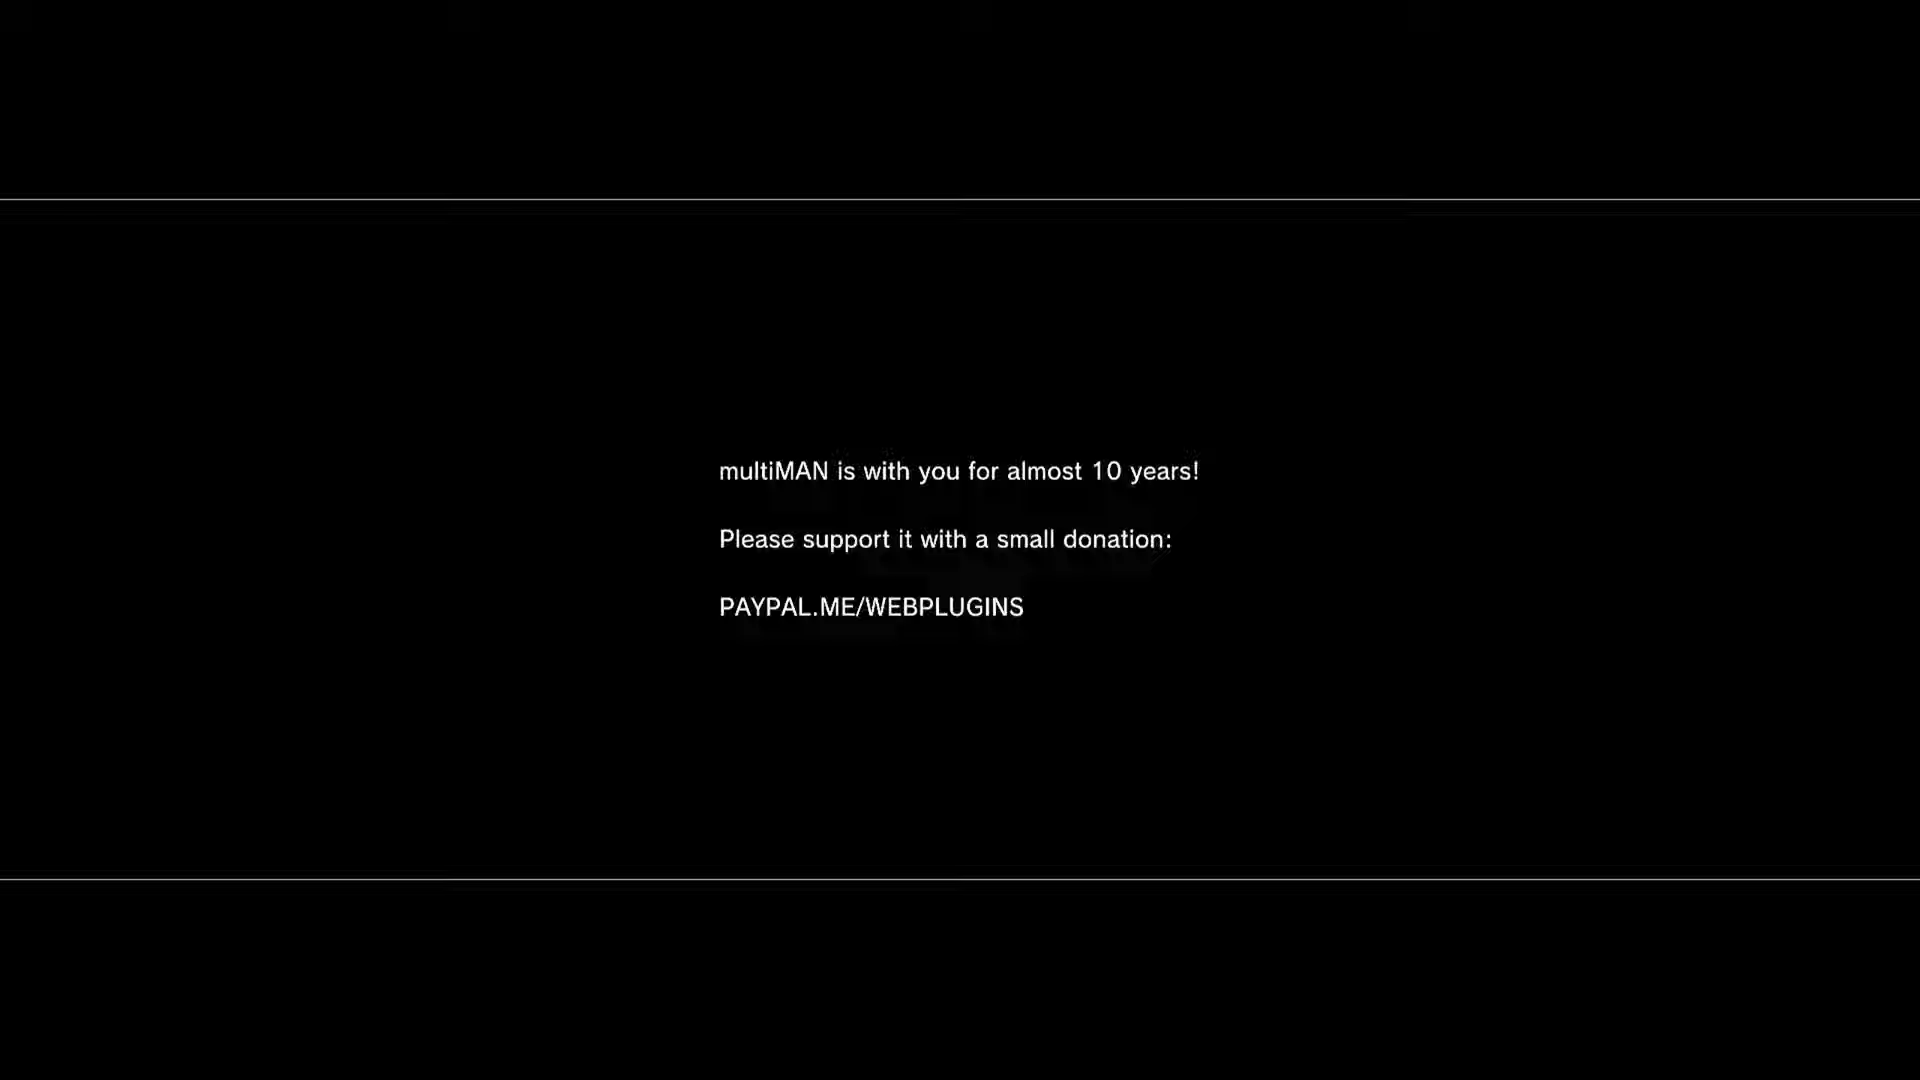 multiMAN is with you for almost 10 years!
Please support it with a small donation:
PAYPAL.ME/WEBPLUGINS